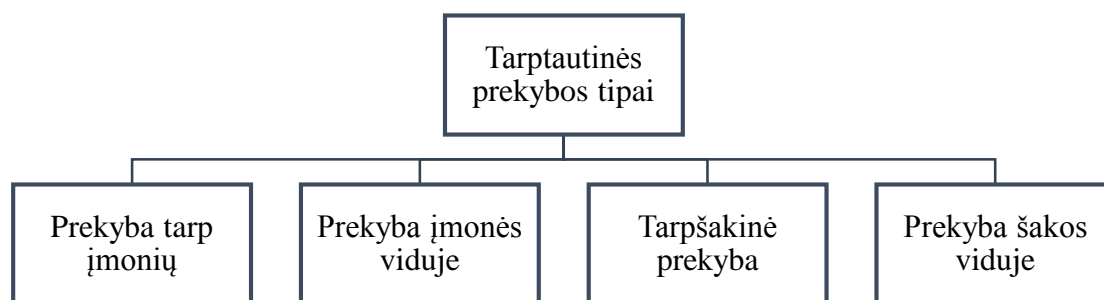 Tarptautinės
prekybos tipai
Prekyba tarp
įmonių
Prekyba įmonės
viduje
Tarpšakinė
prekyba
Prekyba šakos
viduje